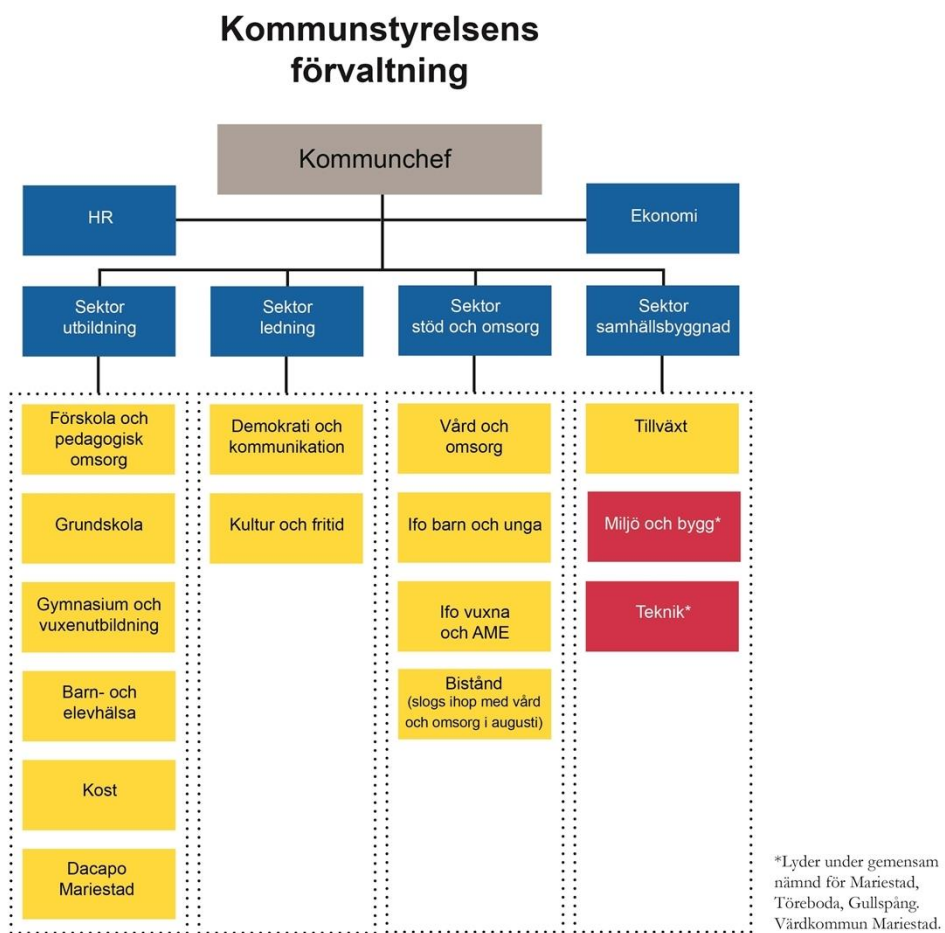 Kommunstyrelsens
förvaltning
Kommunchef
HR
Ekonomi
Sektor
utbildning
Sektor
ledning
Sektor
stöd och omsorg
Sektor
samhällsbyggnad
Förskola och
pedagogisk
omsorg
Grundskola
Gymnasium och
vuxenutbildning
Barn- och
elevhälsa
Kost
Dacapo
Mariestad
Demokrati och
kommunikation
Kultur och fritid
Vård och
omsorg
Ifo barn och unga
Ifo vuxna
och AME
Bistånd
(slogs ihop med vård
och omsorg i augusti)
Tillväxt
Miljö och bygg*
Teknik*
*Lyder under gemensam
nämnd för Mariestad,
Töreboda, Gullspång.
Värdkommun Mariestad.